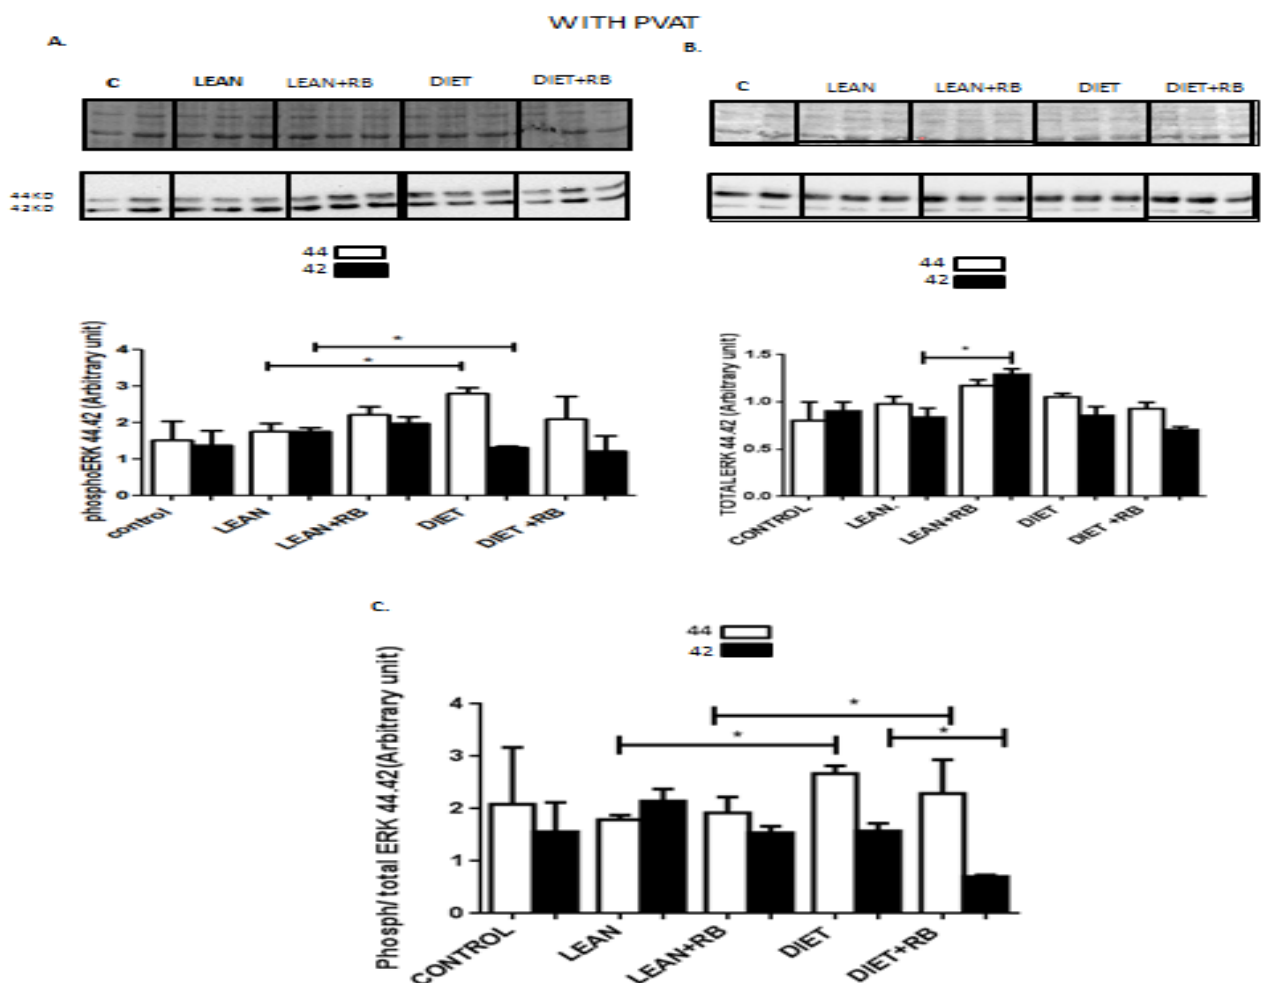 WITH PVAT
A.
C LEAN LEAN+RB DIET DIET+RB
44KD
42KD
44
42
phosphoERK 44.42 (Arbitrary unit)
4
3
2
1
0
* 
*
control LEAN LEAN+RB DIET DIET +RB
B.
C LEAN LEAN+RB DIET DIET+RB
44
42
TOTALERK 44.42 (Arbitrary unit)
1.5
1.0
0.5
0.0
*
CONTROL LEAN. LEAN+RB DIET DIET +RB
C.
44
42
Phosph/ total ERK 44.42(Arbitrary unit)
4
3
2
1
0
*
*
*
CONTROL LEAN LEAN+RB DIET DIET+RB